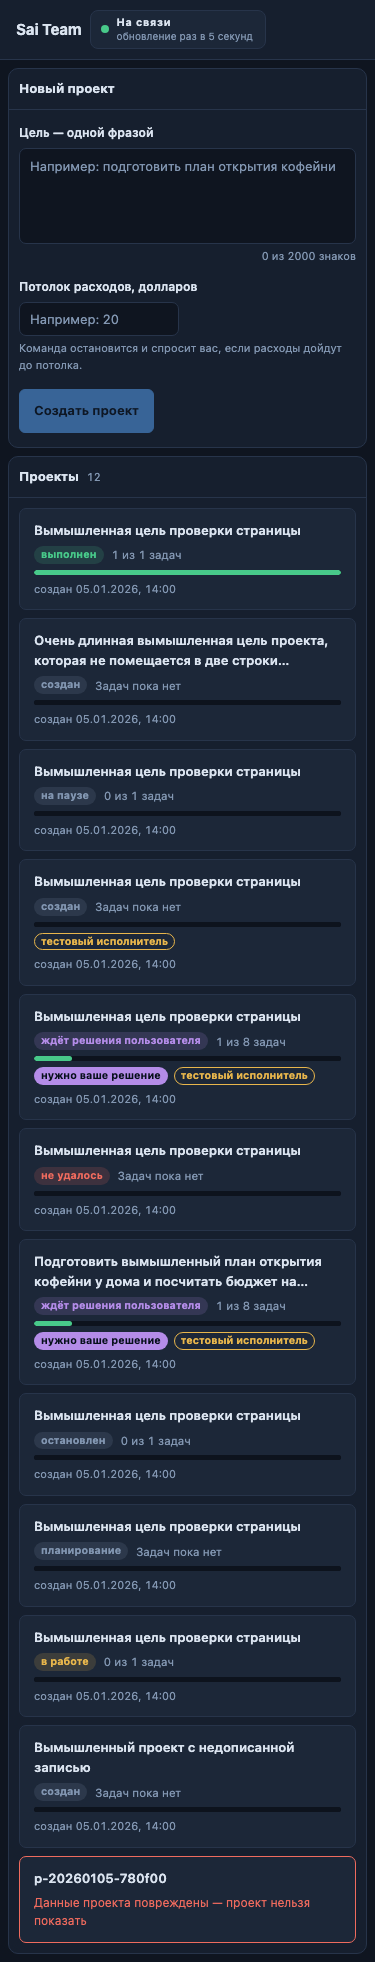 Sai Team
На связи
обновление раз в 5 секунд
Новый проект
Цель — одной фразой
Например: подготовить план открытия кофейни
0 из 2000 знаков
Потолок расходов, долларов
Например: 20
Команда остановится и спросит вас, если расходы дойдут
до потолка.
Создать проект
Проекты 12
Вымышленная цель проверки страницы
выполнен 1 из 1 задач
создан 05.01.2026, 14:00
Очень длинная вымышленная цель проекта,
которая не помещается в две строки...
создан Задач пока нет
создан 05.01.2026, 14:00
Вымышленная цель проверки страницы
на паузе 0 из 1 задач
создан 05.01.2026, 14:00
Вымышленная цель проверки страницы
создан Задач пока нет
тестовый исполнитель
создан 05.01.2026, 14:00
Вымышленная цель проверки страницы
ждёт решения пользователя 1 из 8 задач
нужно ваше решение тестовый исполнитель
создан 05.01.2026, 14:00
Вымышленная цель проверки страницы
не удалось Задач пока нет
создан 05.01.2026, 14:00
Подготовить вымышленный план открытия
кофейни у дома и посчитать бюджет на...
ждёт решения пользователя 1 из 8 задач
нужно ваше решение тестовый исполнитель
создан 05.01.2026, 14:00
Вымышленная цель проверки страницы
остановлен 0 из 1 задач
создан 05.01.2026, 14:00
Вымышленная цель проверки страницы
планирование Задач пока нет
создан 05.01.2026, 14:00
Вымышленная цель проверки страницы
в работе 0 из 1 задач
создан 05.01.2026, 14:00
Вымышленный проект с недописанной
записью
создан Задач пока нет
создан 05.01.2026, 14:00
p-20260105-780f00
Данные проекта повреждены — проект нельзя
показать